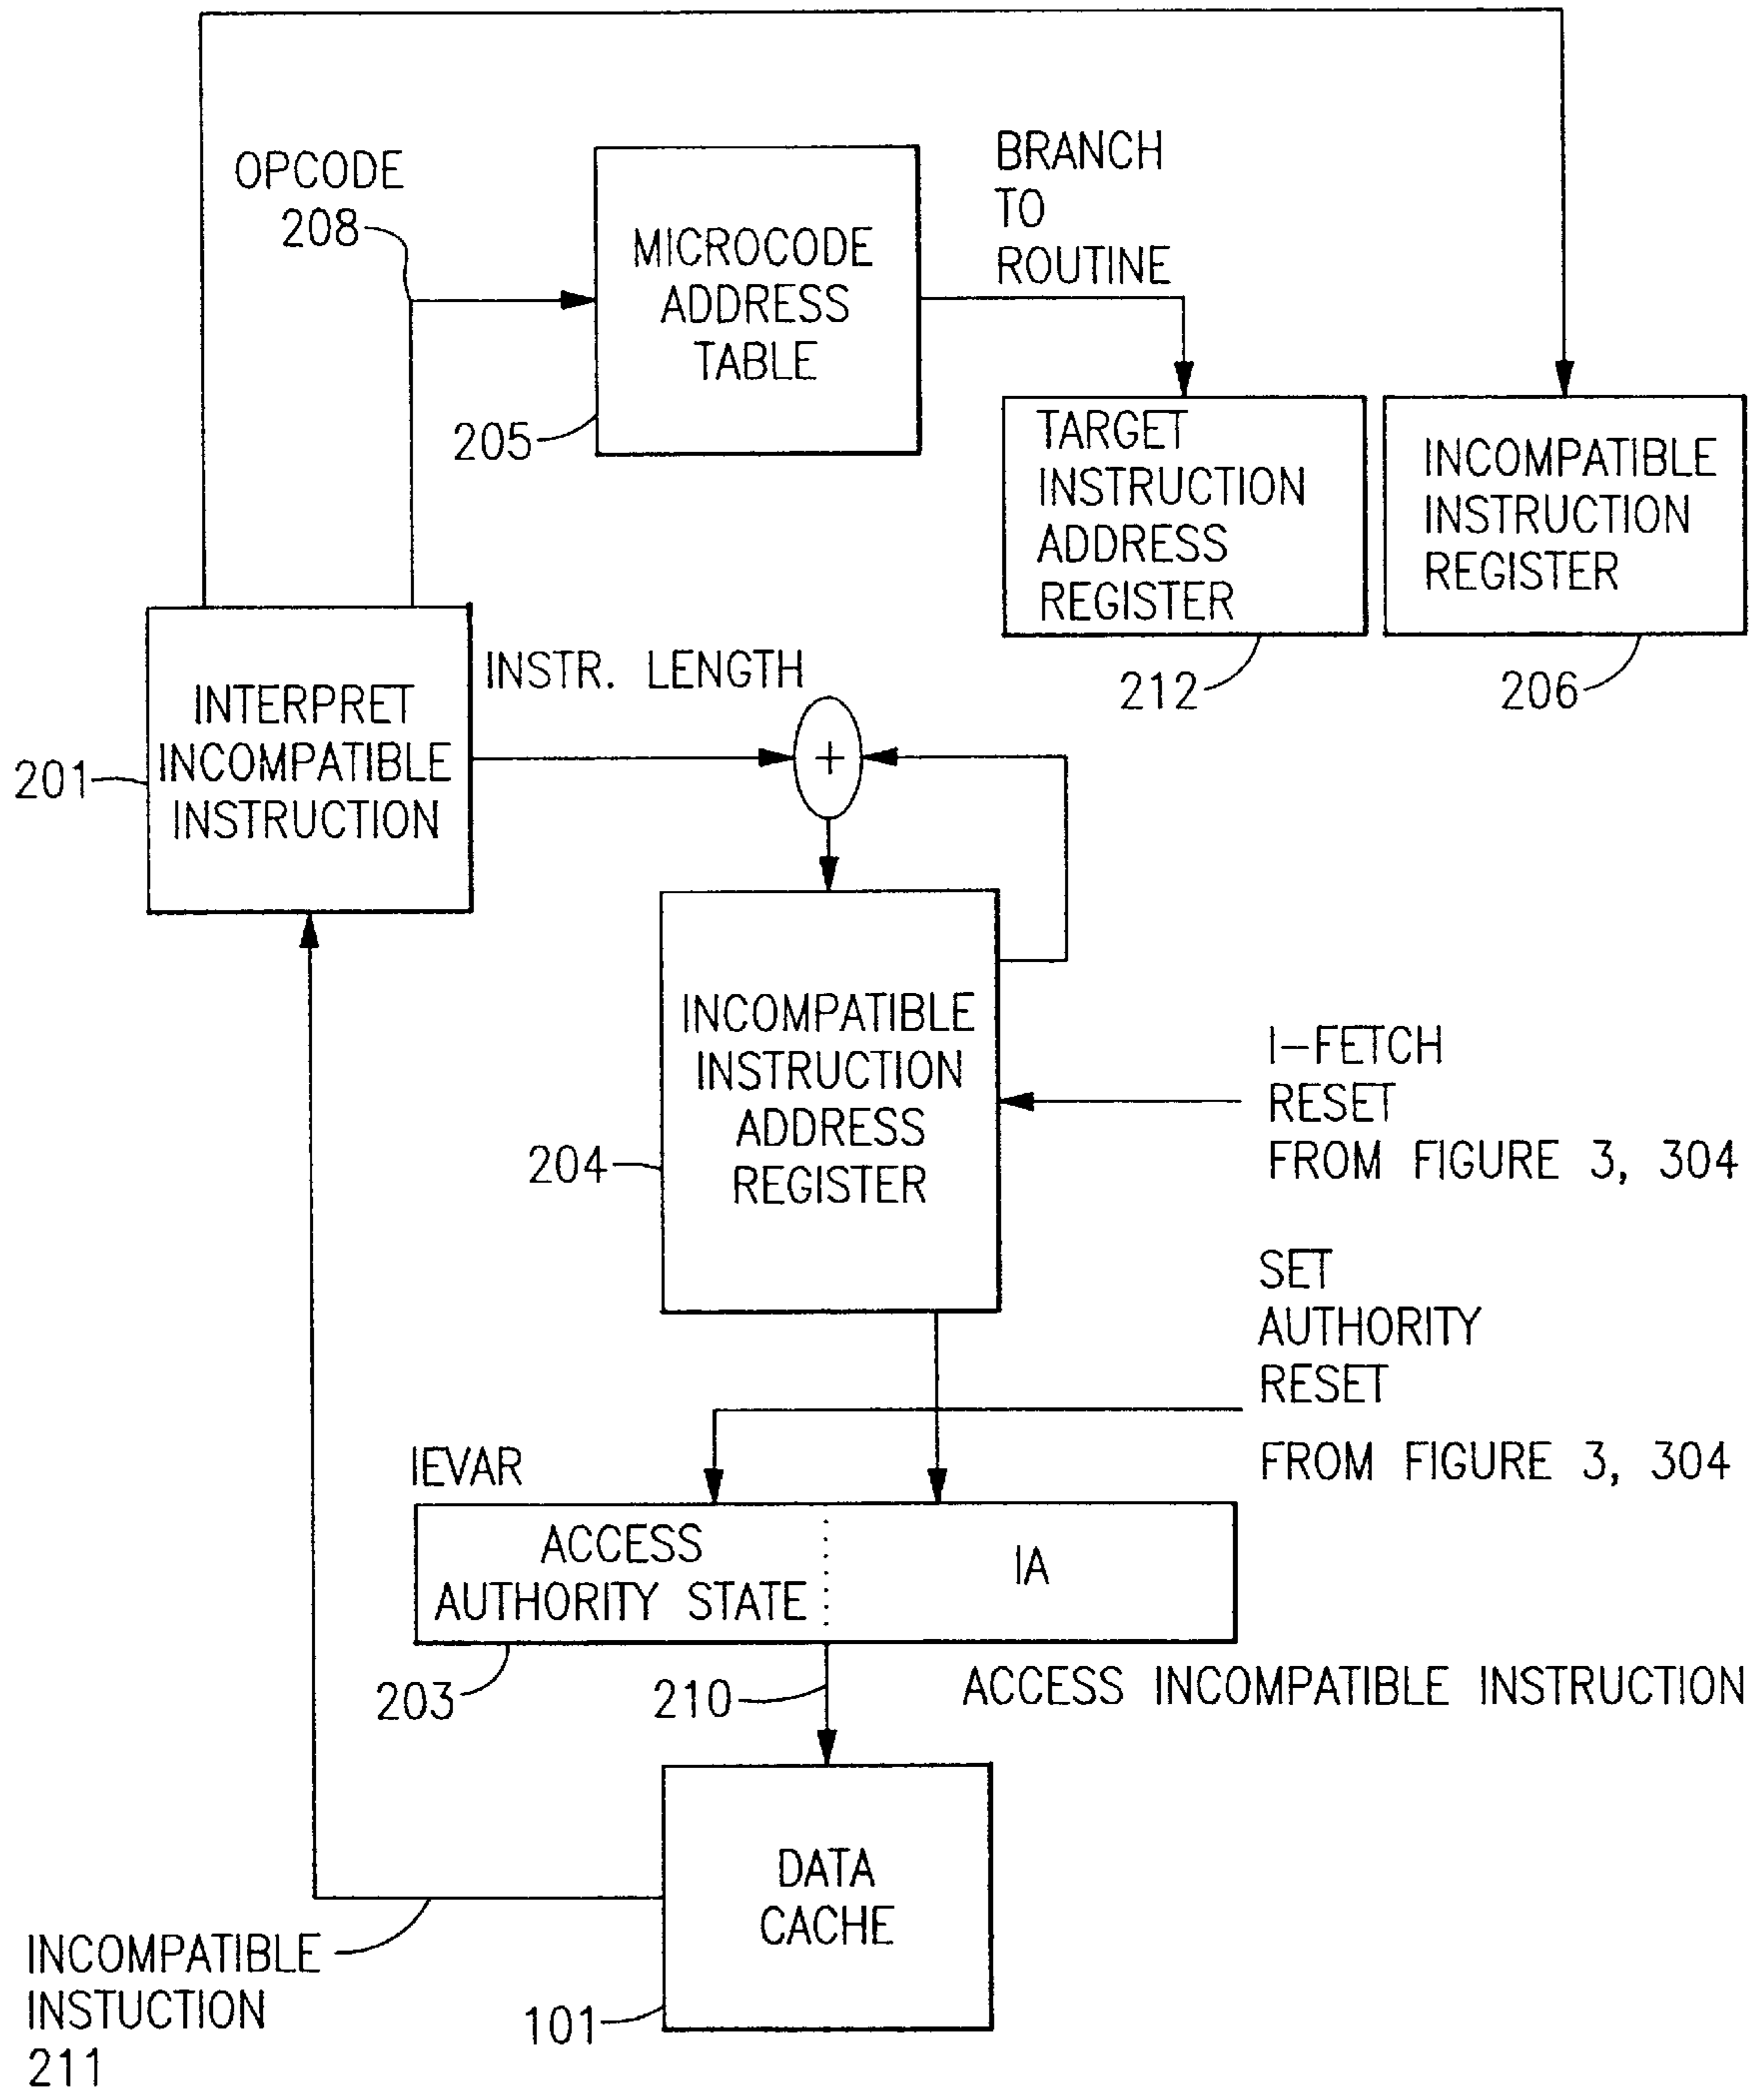 OPCODE
208
MICROCODE
ADDRESS
TABLE
205
BRANCH
TO
ROUTINE
TARGET
INSTRUCTION
ADDRESS
REGISTER
212
INCOMPATIBLE
INSTRUCTION
REGISTER
206
INTERPRET
INCOMPATIBLE
INSTRUCTION
201
INSTR. LENGTH
+
INCOMPATIBLE
INSTRUCTION
ADDRESS
REGISTER
204
I-FETCH
RESET
FROM FIGURE 3, 304
SET
AUTHORITY
RESET
FROM FIGURE 3, 304
IEVAR
ACCESS
AUTHORITY STATE
IA
203
210
ACCESS INCOMPATIBLE INSTRUCTION
DATA
CACHE
101
INCOMPATIBLE
INSTUCTION
211